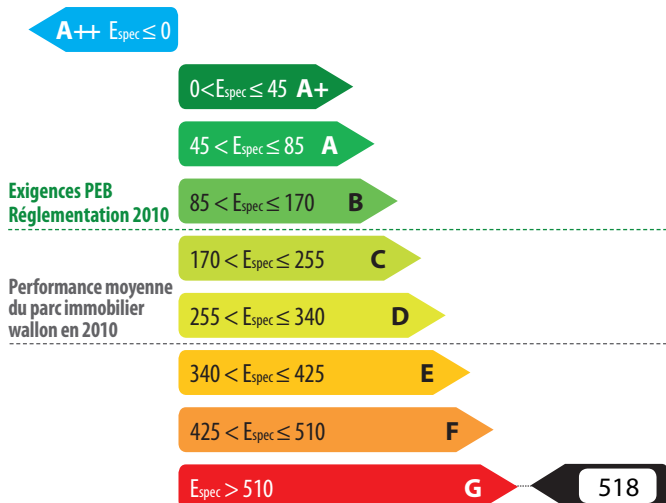 A++ Espec ≤ 0
0<Espec ≤ 45 A+
45 < Espec ≤ 85 A
Exigences PEB
Réglementation 2010
85 < Espec ≤ 170 B
170 < Espec ≤ 255 C
Performance moyenne
du parc immobilier
wallon en 2010
255 < Espec ≤ 340 D
340 < Espec ≤ 425 E
425 < Espec ≤ 510 F
Espec > 510 G
518